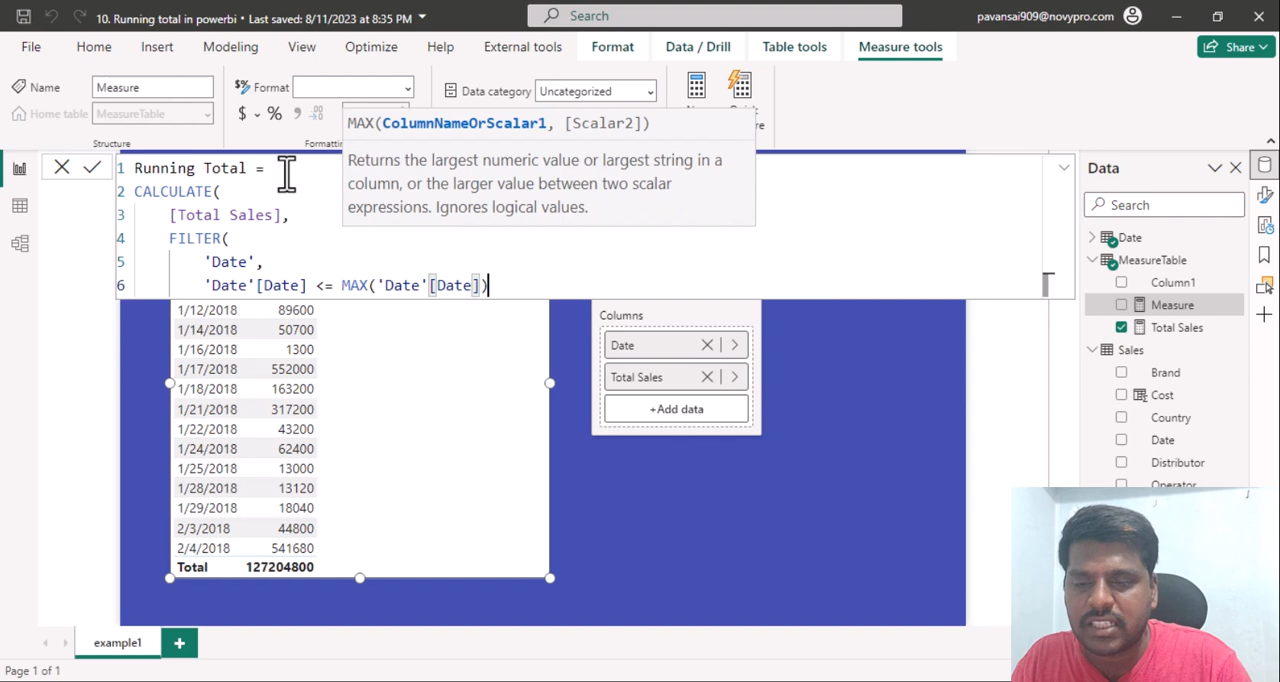 10. Running total in powerbi • Last saved: 8/11/2023 at 8:35 PM
Search
pavansai909@novypro.com
File
Home
Insert
Modeling
View
Optimize
Help
External tools
Format
Data / Drill
Table tools
Measure tools
Share
Name
Measure
Home table
MeasureTable
Structure
$% Format
$
%
Data category
Uncategorized
MAX(ColumnNameOrScalar1, [Scalar2])
Returns the largest numeric value or largest string in a
column, or the larger value between two scalar
expressions. Ignores logical values.
1 Running Total =
2 CALCULATE(
3 [Total Sales],
4 FILTER(
5 'Date',
6 'Date'[Date] <= MAX('Date'[Date])
1/12/2018 89600
1/14/2018 50700
1/16/2018 1300
1/17/2018 552000
1/18/2018 163200
1/21/2018 317200
1/22/2018 43200
1/24/2018 62400
1/25/2018 13000
1/28/2018 13120
1/29/2018 18040
2/3/2018 44800
2/4/2018 541680
Total 127204800
Columns
Date
Total Sales
+Add data
Data
Search
Date
MeasureTable
Column1
Measure
Total Sales
Sales
Brand
Cost
Country
Date
Distributor
example1
Page 1 of 1